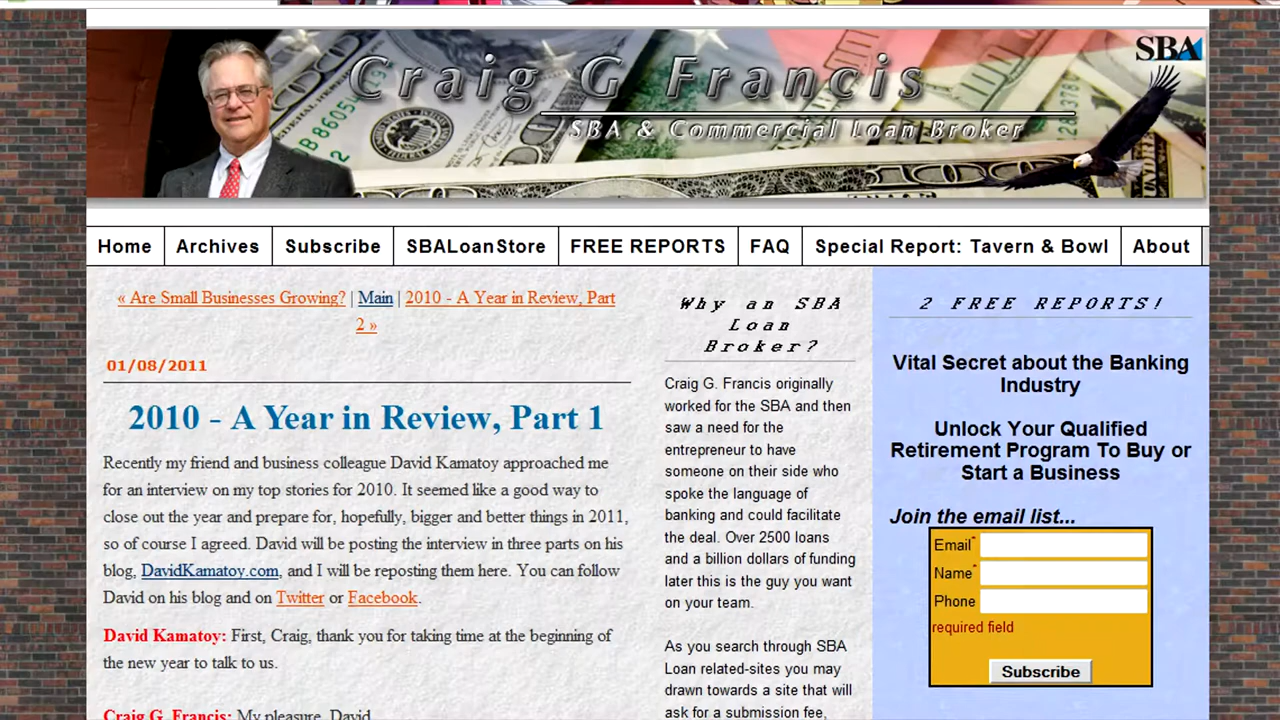 SBA
Craig G Francis
SBA & Commercial Loan Broker
Home
Archives
Subscribe
SBALoanStore
FREE REPORTS
FAQ
Special Report: Tavern & Bowl
About
« Are Small Businesses Growing? | Main | 2010 - A Year in Review, Part
2 »
01/08/2011
2010 - A Year in Review, Part 1
Recently my friend and business colleague David Kamatoy approached me
for an interview on my top stories for 2010. It seemed like a good way to
close out the year and prepare for, hopefully, bigger and better things in 2011,
so of course I agreed. David will be posting the interview in three parts on his
blog, DavidKamatoy.com, and I will be reposting them here. You can follow
David on his blog and on Twitter or Facebook.
David Kamatoy: First, Craig, thank you for taking time at the beginning of
the new year to talk to us.
Craig G. Francis: My pleasure, David.
Why an SBA
Loan
Broker?
Craig G. Francis originally
worked for the SBA and then
saw a need for the
entrepreneur to have
someone on their side who
spoke the language of
banking and could facilitate
the deal. Over 2500 loans
and a billion dollars of funding
later this is the guy you want
on your team.
As you search through SBA
Loan related-sites you may
drawn towards a site that will
ask for a submission fee,
2 FREE REPORTS!
Vital Secret about the Banking
Industry
Unlock Your Qualified
Retirement Program To Buy or
Start a Business
Join the email list...
Email*
Name*
Phone
required field
Subscribe